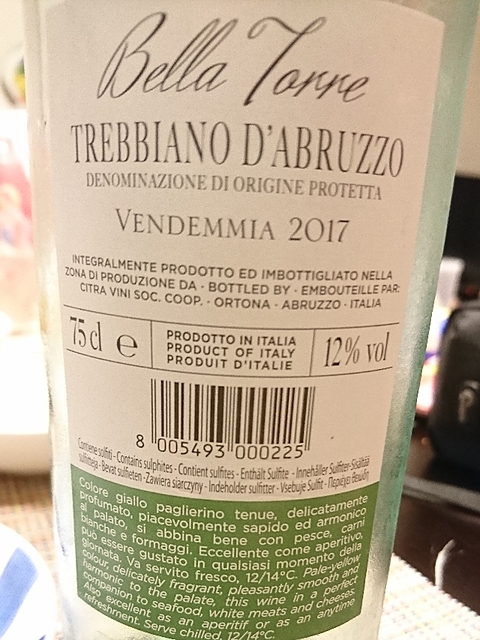 Bella Torre
TREBBIANO D'ABRUZZO
DENOMINAZIONE DI ORIGINE PROTETTA
VENDEMMIA 2017
INTEGRALMENTE PRODOTTO ED IMBOTTIGLIATO NELLA
ZONA DI PRODUZIONE DA · BOTTLED BY · EMBOUTEILLE PAR:
CITRA VINI SOC. COOP. · ORTONA · ABRUZZO · ITALIA
75 cl e
PRODOTTO IN ITALIA
PRODUCT OF ITALY
PRODUIT D'ITALIE
12% vol
8 005493 000225
Contiene solfiti - Contains sulphites - Contient sulfites - Enthält Sulfite - Innehåller Sulfiter-Sisältää
sulfiitteja - Bevat sulfieten - Zawiera siarczyny - Indeholder sulfitter - Vsebuje Sulfit - Περιέχει θειώδη
Colore giallo paglierino tenue, delicatamente
profumato, piacevolmente sapido ed armonico
al palato, si abbina bene con pesce, carni
bianche e formaggi. Eccellente come aperitivo,
può essere gustato in qualsiasi momento della
giornata. Va servito fresco, 12/14°C. Pale-yellow
colour, delicately fragrant, pleasantly smooth and
harmonic to the palate, this wine is a perfect
companion to seafood, white meats and cheeses.
Also excellent as an aperitif or as an anytime
refreshment. Serve chilled, 12/14°C.